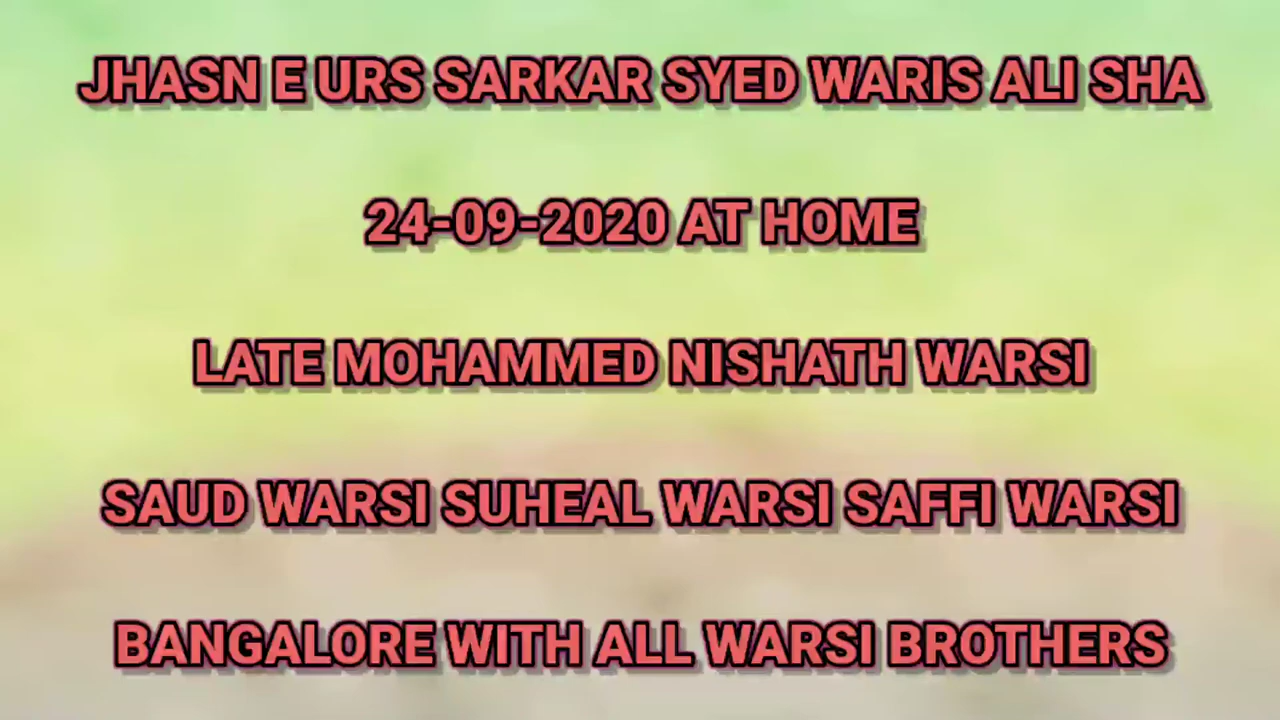 JHASN E URS SARKAR SYED WARIS ALI SHA
24-09-2020 AT HOME
LATE MOHAMMED NISHATH WARSI
SAUD WARSI SUHEAL WARSI SAFFI WARSI
BANGALORE WITH ALL WARSI BROTHERS